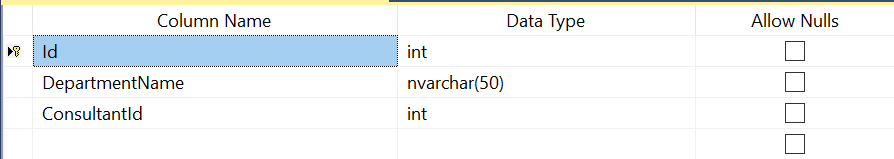 Column Name Data Type Allow Nulls
Id int
DepartmentName nvarchar(50)
ConsultantId int